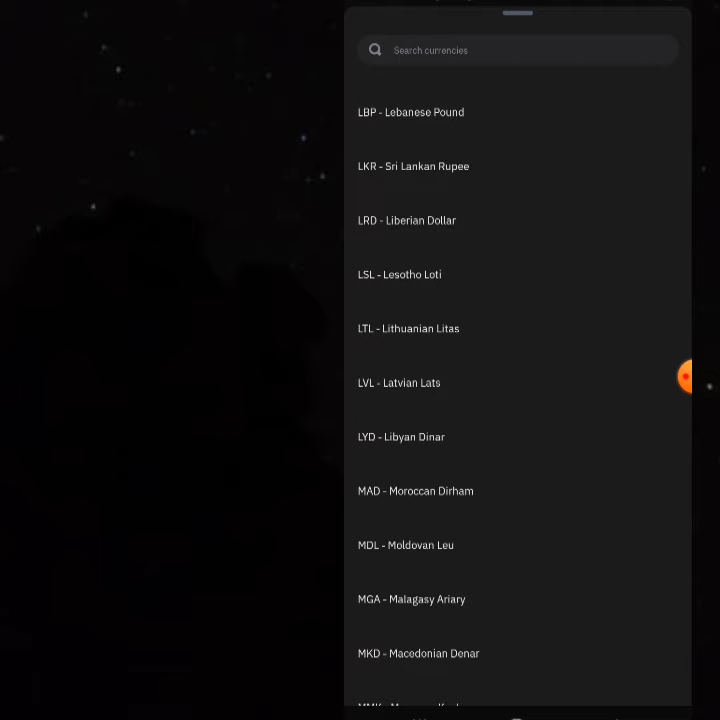 Search currencies
LBP - Lebanese Pound
LKR - Sri Lankan Rupee
LRD - Liberian Dollar
LSL - Lesotho Loti
LTL - Lithuanian Litas
LVL - Latvian Lats
LYD - Libyan Dinar
MAD - Moroccan Dirham
MDL - Moldovan Leu
MGA - Malagasy Ariary
MKD - Macedonian Denar